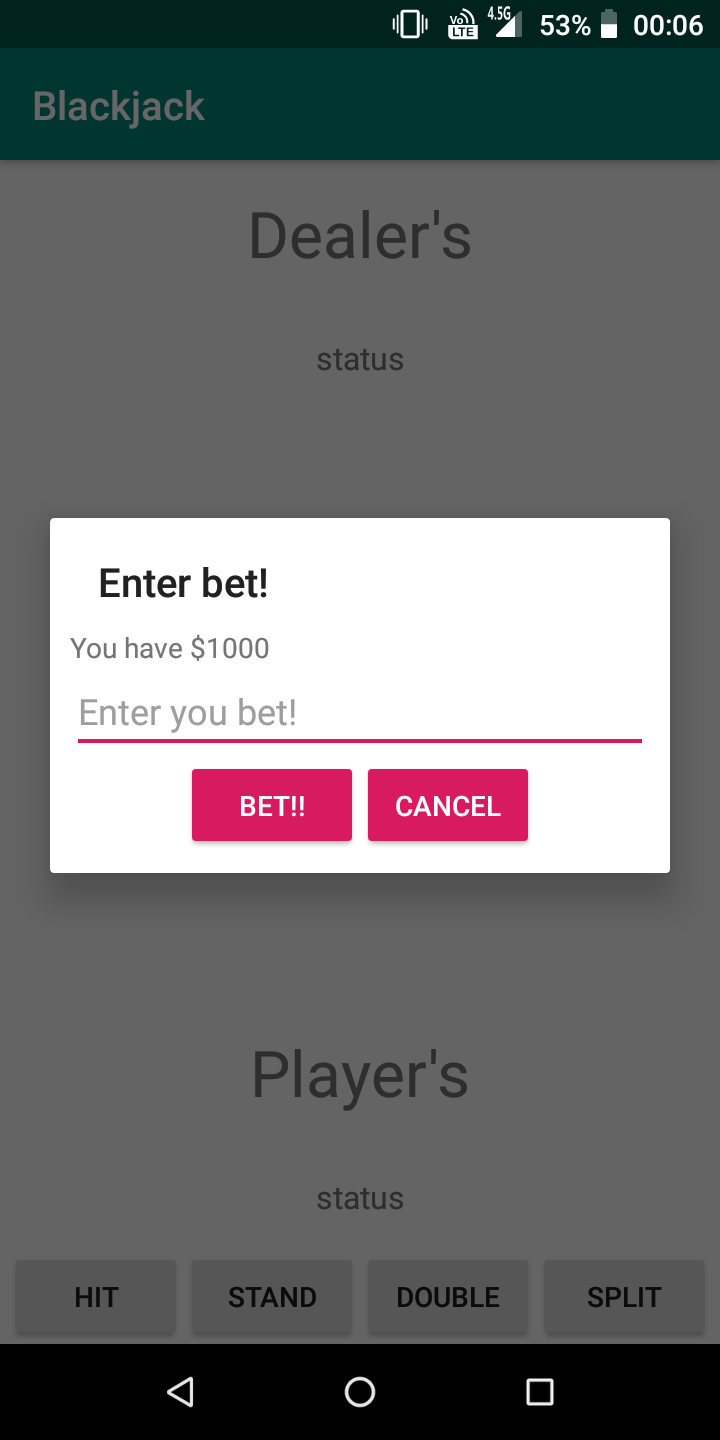 Vo LTE 4.5G 53% 00:06
Blackjack
Dealer's
status
Enter bet!
You have $1000
Enter you bet!
BET!! CANCEL
Player's
status
HIT STAND DOUBLE SPLIT